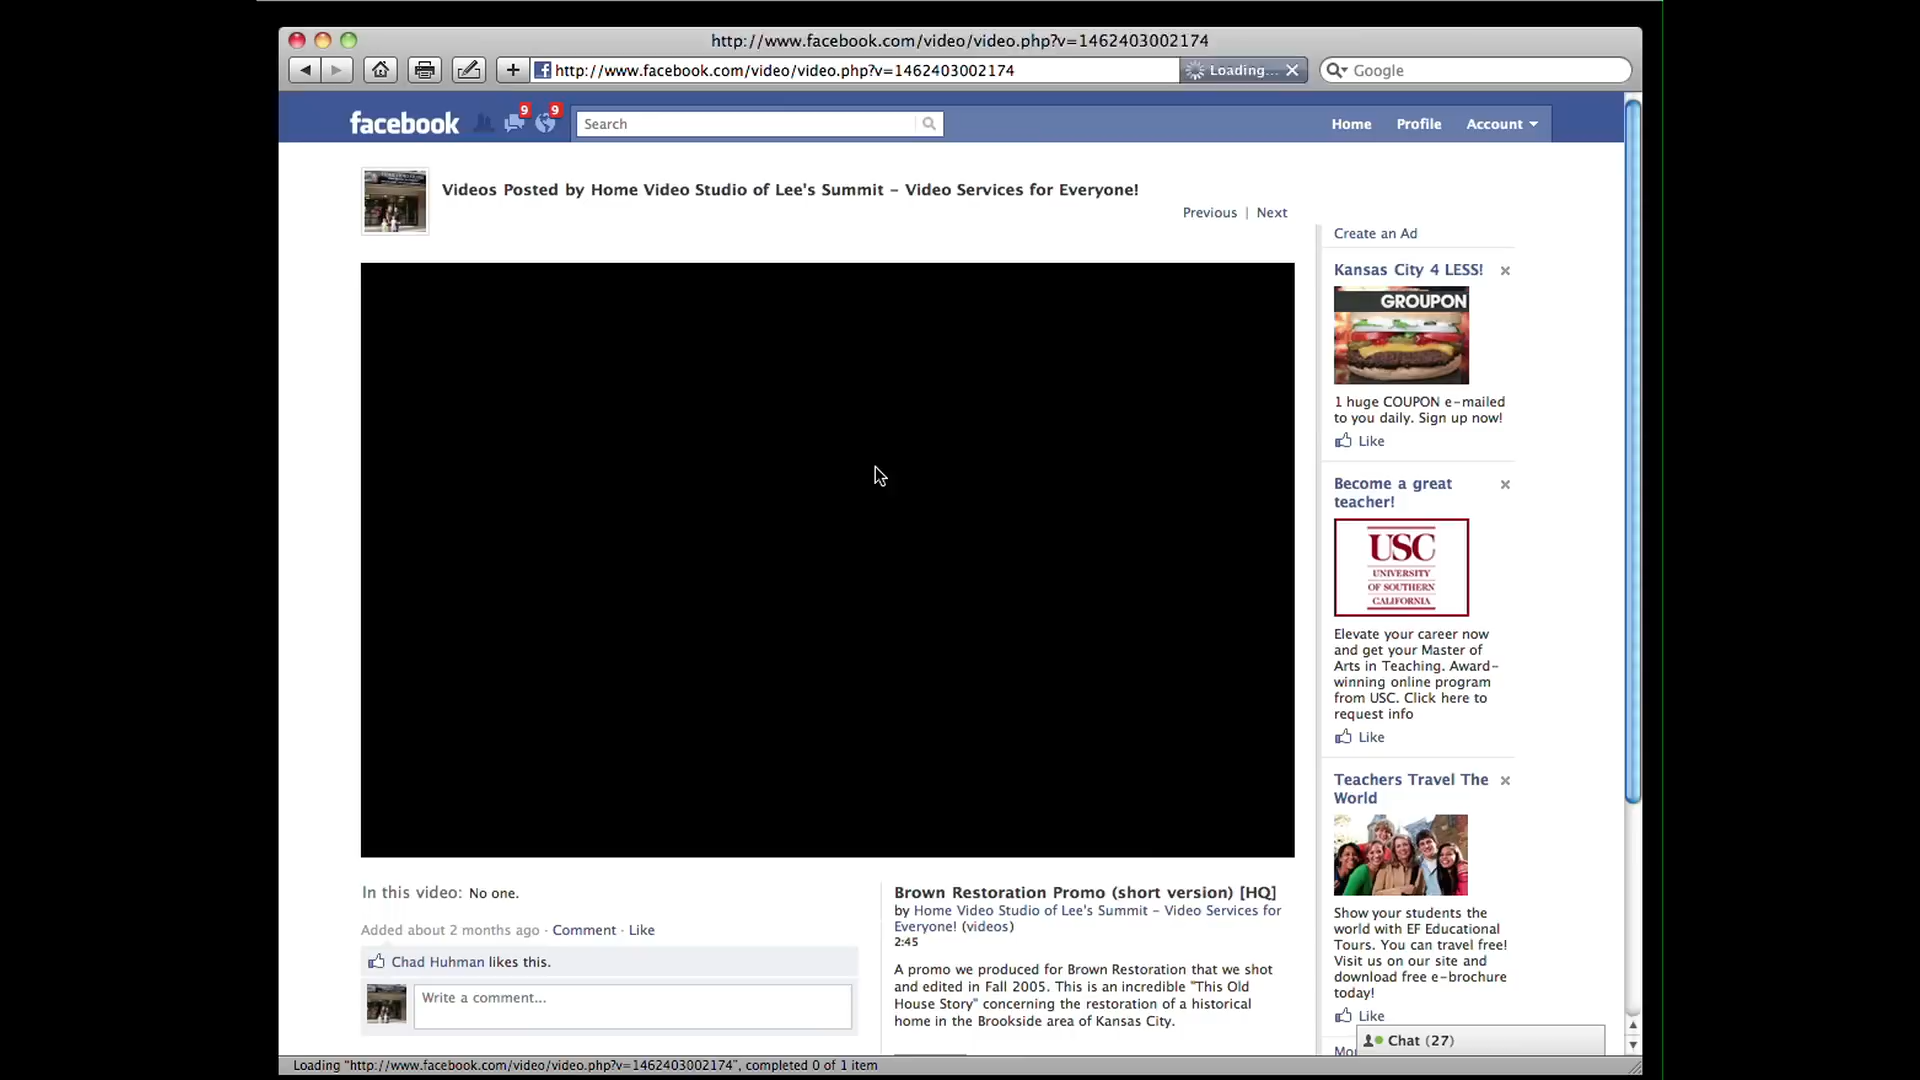 http://www.facebook.com/video/video.php?v=1462403002174
http://www.facebook.com/video/video.php?v=1462403002174
Loading...
Google
facebook
9
9
Search
Home
Profile
Account
Videos Posted by Home Video Studio of Lee's Summit – Video Services for Everyone!
Previous | Next
Create an Ad
Kansas City 4 LESS!
GROUPON
1 huge COUPON e-mailed
to you daily. Sign up now!
Like
Become a great
teacher!
USC
UNIVERSITY
OF SOUTHERN
CALIFORNIA
Elevate your career now
and get your Master of
Arts in Teaching. Award-
winning online program
from USC. Click here to
request info
Like
Teachers Travel The
World
Show your students the
world with EF Educational
Tours. You can travel free!
Visit us on our site and
download free e-brochure
today!
Like
In this video: No one.
Added about 2 months ago · Comment · Like
Chad Huhman likes this.
Write a comment...
Brown Restoration Promo (short version) [HQ]
by Home Video Studio of Lee's Summit – Video Services for
Everyone! (videos)
2:45
A promo we produced for Brown Restoration that we shot
and edited in Fall 2005. This is an incredible "This Old
House Story" concerning the restoration of a historical
home in the Brookside area of Kansas City.
Chat (27)
Loading "http://www.facebook.com/video/video.php?v=1462403002174", completed 0 of 1 item